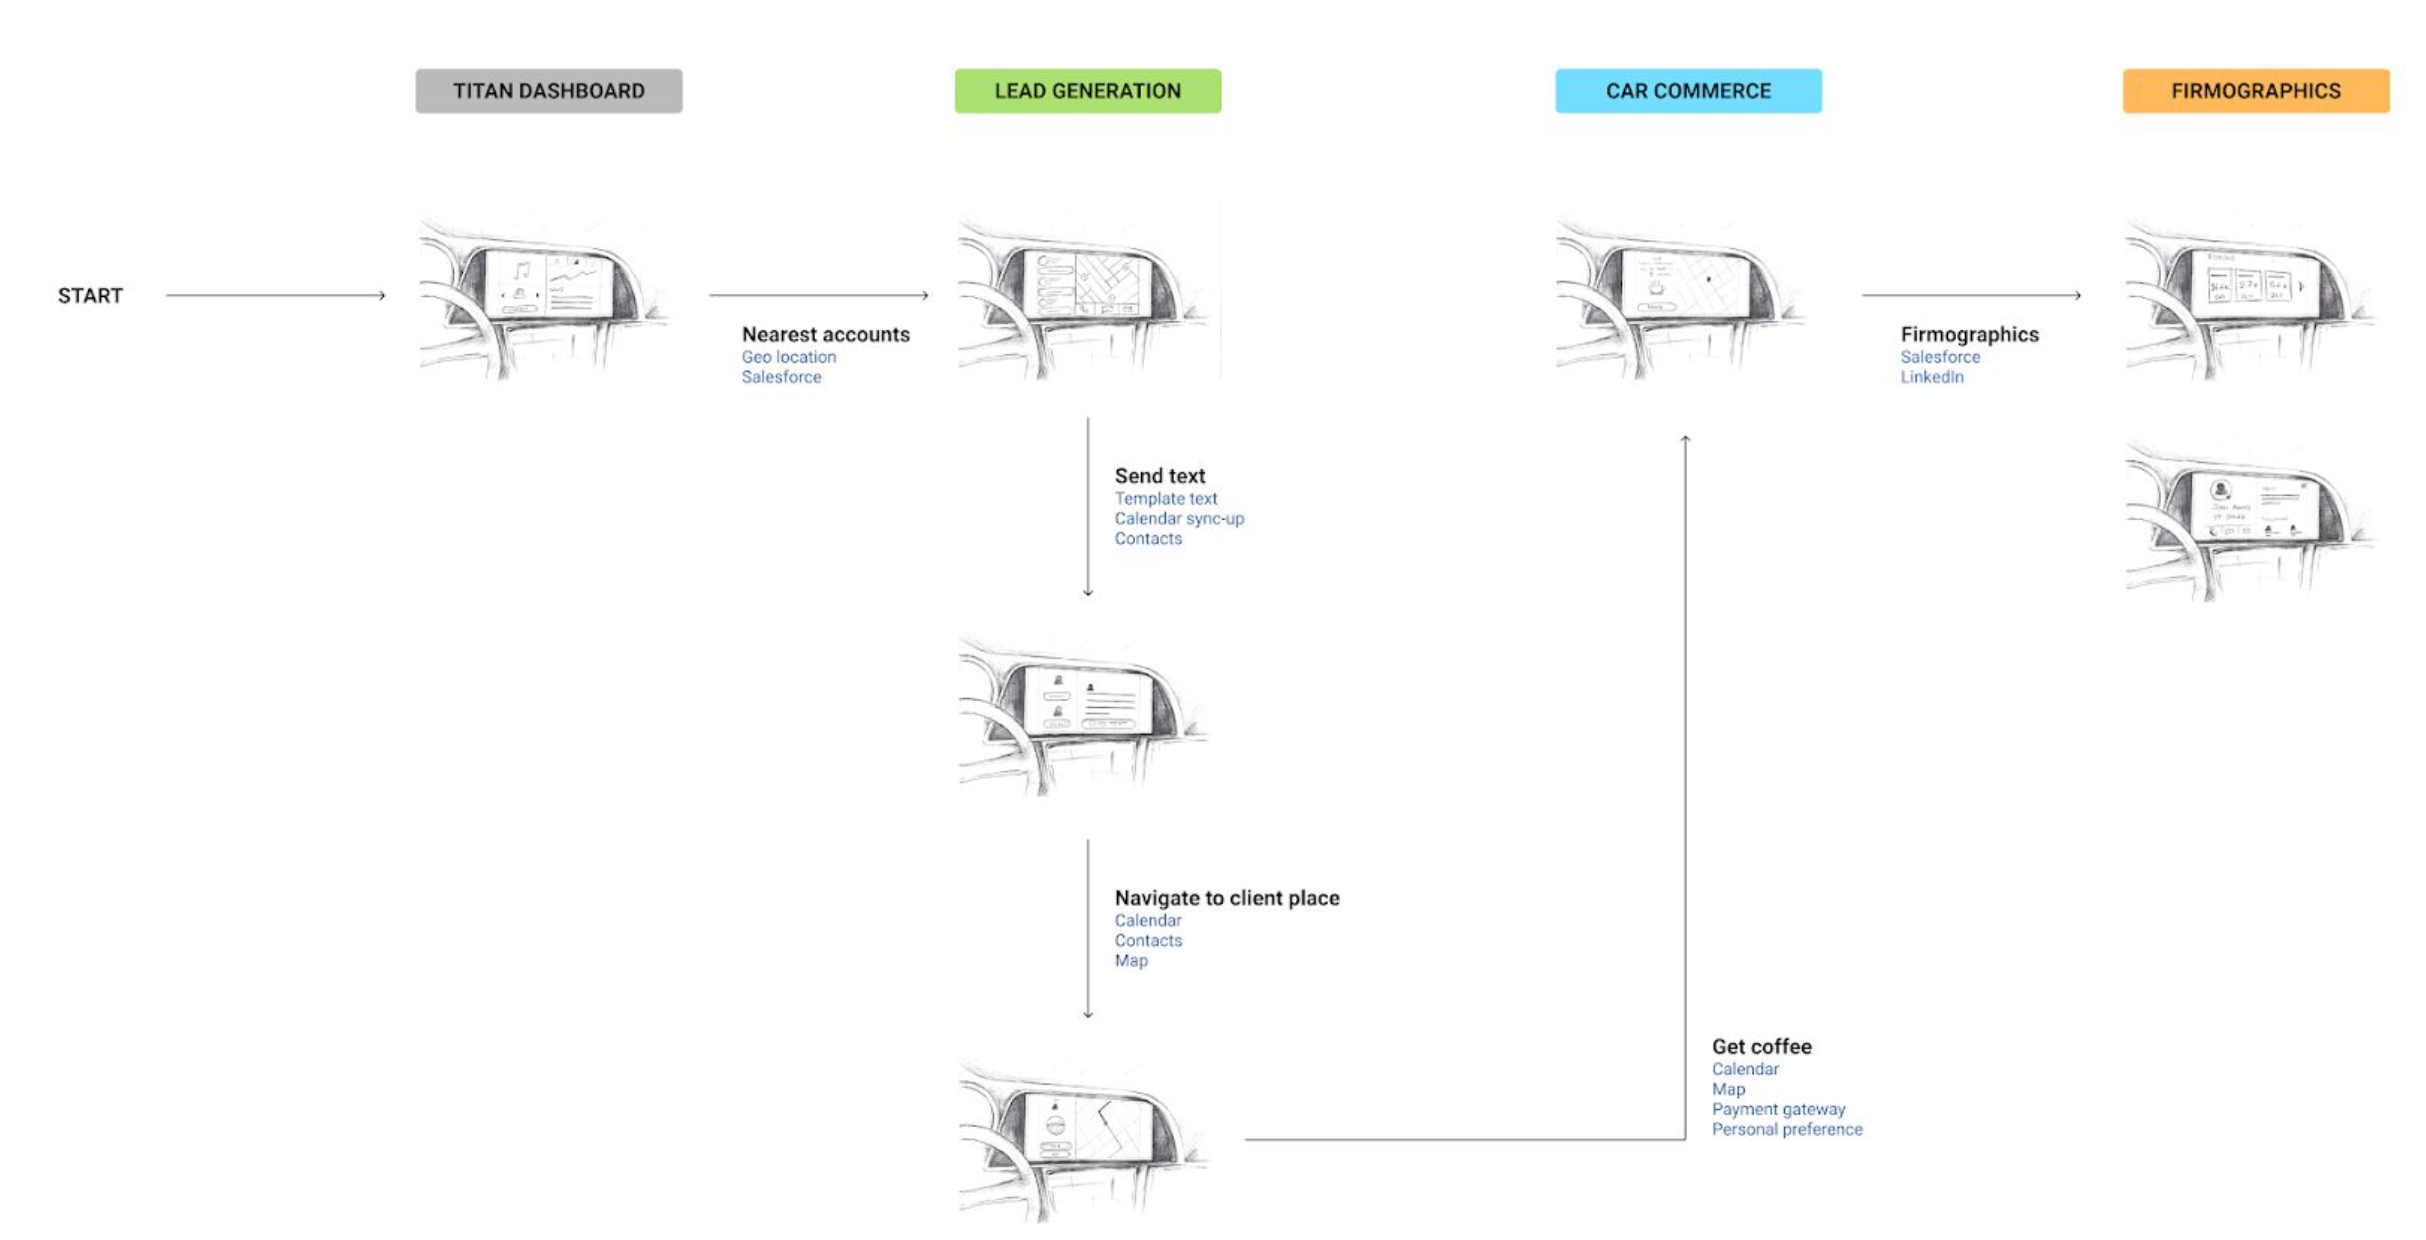 TITAN DASHBOARD
LEAD GENERATION
CAR COMMERCE
FIRMOGRAPHICS
START
Nearest accounts
Geo location
Salesforce
Firmographics
Salesforce
LinkedIn
Send text
Template text
Calendar sync-up
Contacts
Navigate to client place
Calendar
Contacts
Map
Get coffee
Calendar
Map
Payment gateway
Personal preference